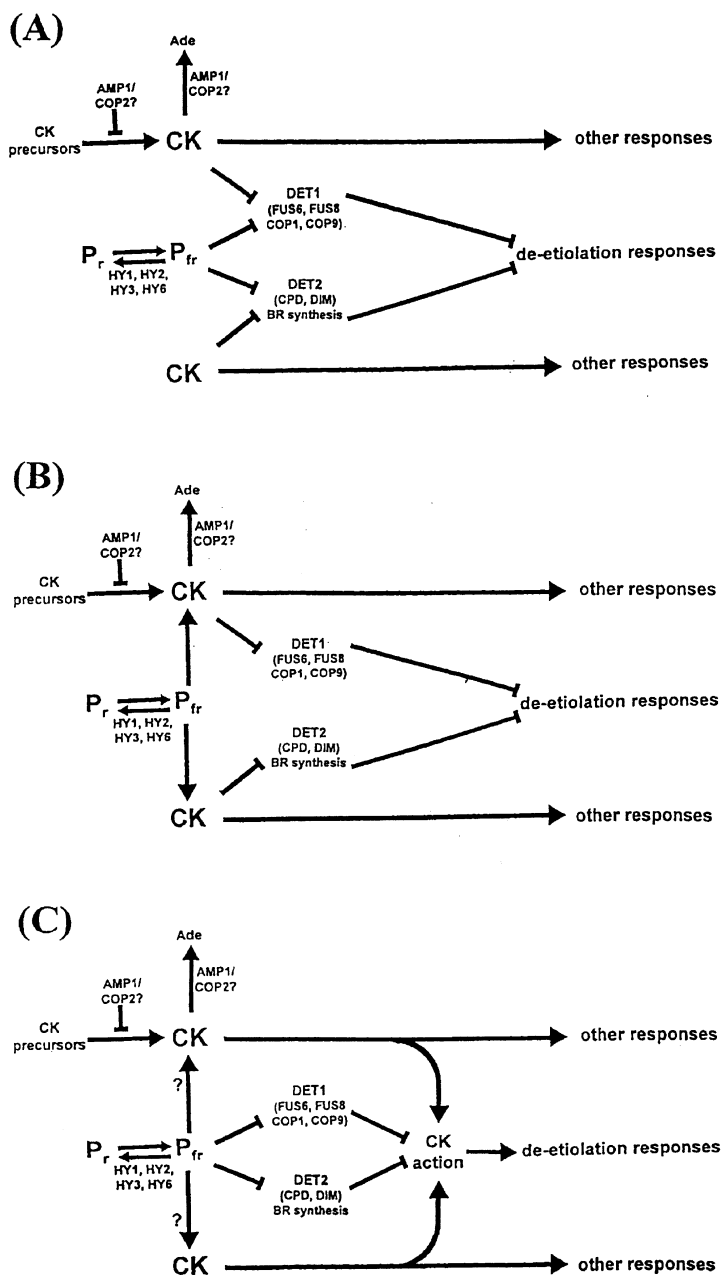 (A)
Ade
AMP1/
COP2?
AMP1/
COP2?
CK
precursors
CK
other responses
DET1
(FUS6, FUS8
COP1, COP9)
Pr
Pfr
HY1, HY2,
HY3, HY6
de-etiolation responses
DET2
(CPD, DIM)
BR synthesis
CK
other responses
(B)
Ade
AMP1/
COP2?
AMP1/
COP2?
CK
precursors
CK
other responses
DET1
(FUS6, FUS8
COP1, COP9)
Pr
Pfr
HY1, HY2,
HY3, HY6
de-etiolation responses
DET2
(CPD, DIM)
BR synthesis
CK
other responses
(C)
Ade
AMP1/
COP2?
AMP1/
COP2?
CK
precursors
CK
other responses
?
DET1
(FUS6, FUS8
COP1, COP9)
Pr
Pfr
HY1, HY2,
HY3, HY6
CK
action
de-etiolation responses
DET2
(CPD, DIM)
BR synthesis
?
CK
other responses